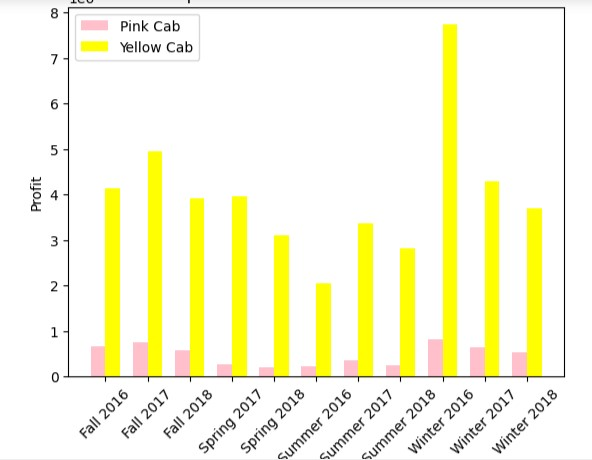 Pink Cab
Yellow Cab
8
7
6
5
4
3
2
1
0
Profit
Fall 2016
Fall 2017
Fall 2018
Spring 2017
Spring 2018
Summer 2016
Summer 2017
Summer 2018
Winter 2016
Winter 2017
Winter 2018